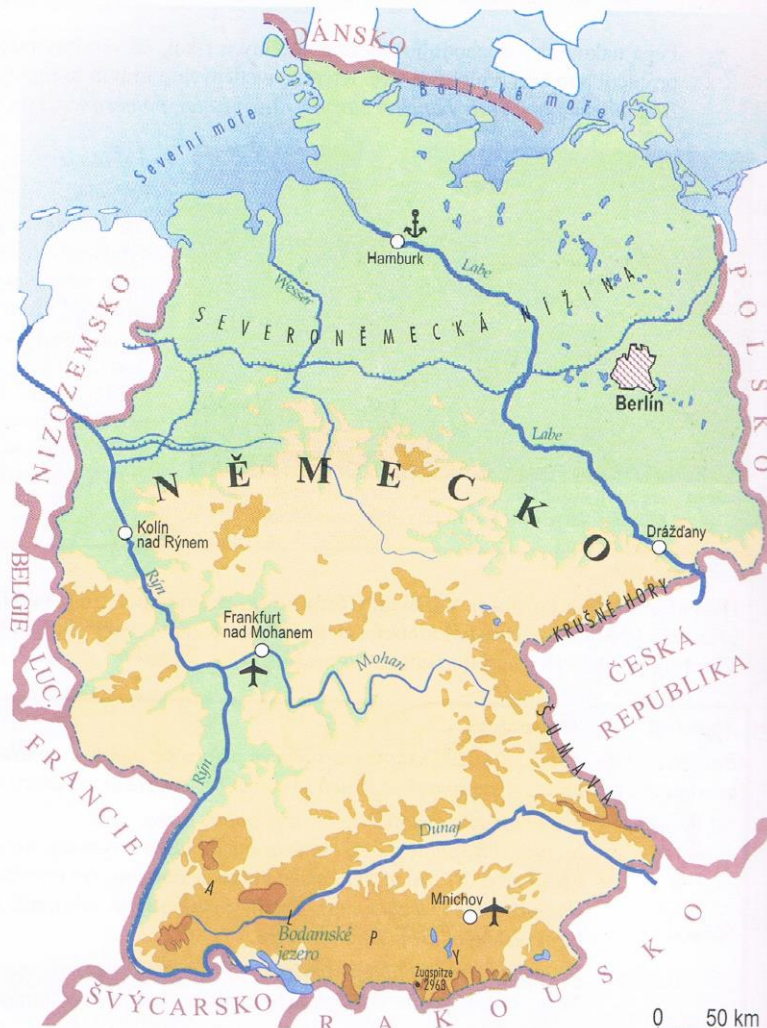 DÁNSKO
Baltské moře
Severní moře
Hamburk
Labe
Wesser
SEVERONĚMECKÁ NÍŽINA
NIZOZEMSKO
POLSKO
Berlín
Labe
NĚMECKO
Kolín
nad Rýnem
Drážďany
BELGIE
Rýn
KRUŠNÉ HORY
Frankfurt
nad Mohanem
LUC.
Mohan
ČESKÁ
REPUBLIKA
ŠUMAVA
FRANCIE
Rýn
Dunaj
ALPY
Mnichov
Bodamské
jezero
Zugspitze
2963
ŠVÝCARSKO
RAKOUSKO
0 50 km